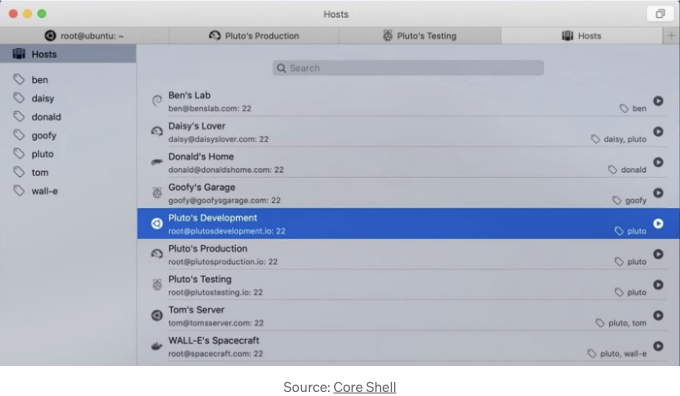 Hosts
root@ubuntu: ~
Pluto's Production
Pluto's Testing
Hosts
Hosts
ben
daisy
donald
goofy
pluto
tom
wall-e
Search
Ben's Lab
ben@benslab.com: 22
ben
Daisy's Lover
daisy@daisyslover.com: 22
daisy, pluto
Donald's Home
donald@donaldshome.com: 22
donald
Goofy's Garage
goofy@goofysgarage.com: 22
goofy
Pluto's Development
root@plutosdevelopment.io: 22
pluto
Pluto's Production
root@plutosproduction.io: 22
pluto
Pluto's Testing
root@plutostesting.io: 22
pluto
Tom's Server
tom@tomsserver.com: 22
pluto, tom
WALL-E's Spacecraft
root@spacecraft.com: 22
pluto, wall-e
Source: Core Shell